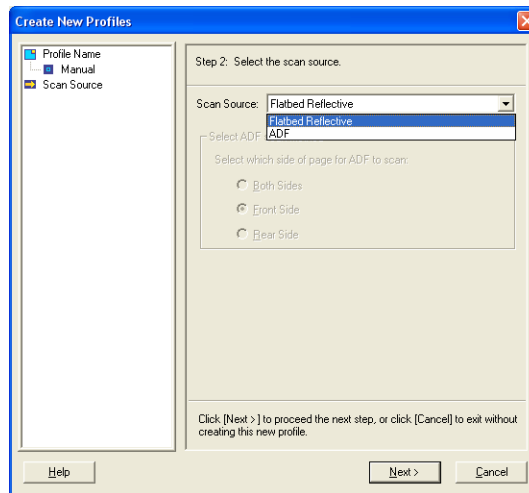 Create New Profiles
Profile Name
Manual
Scan Source
Step 2: Select the scan source.
Scan Source: Flatbed Reflective
Flatbed Reflective
ADF
Select ADF
Select which side of page for ADF to scan:
Both Sides
Front Side
Rear Side
Click [Next > ] to proceed the next step, or click [Cancel] to exit without
creating this new profile.
Help
Next >
Cancel